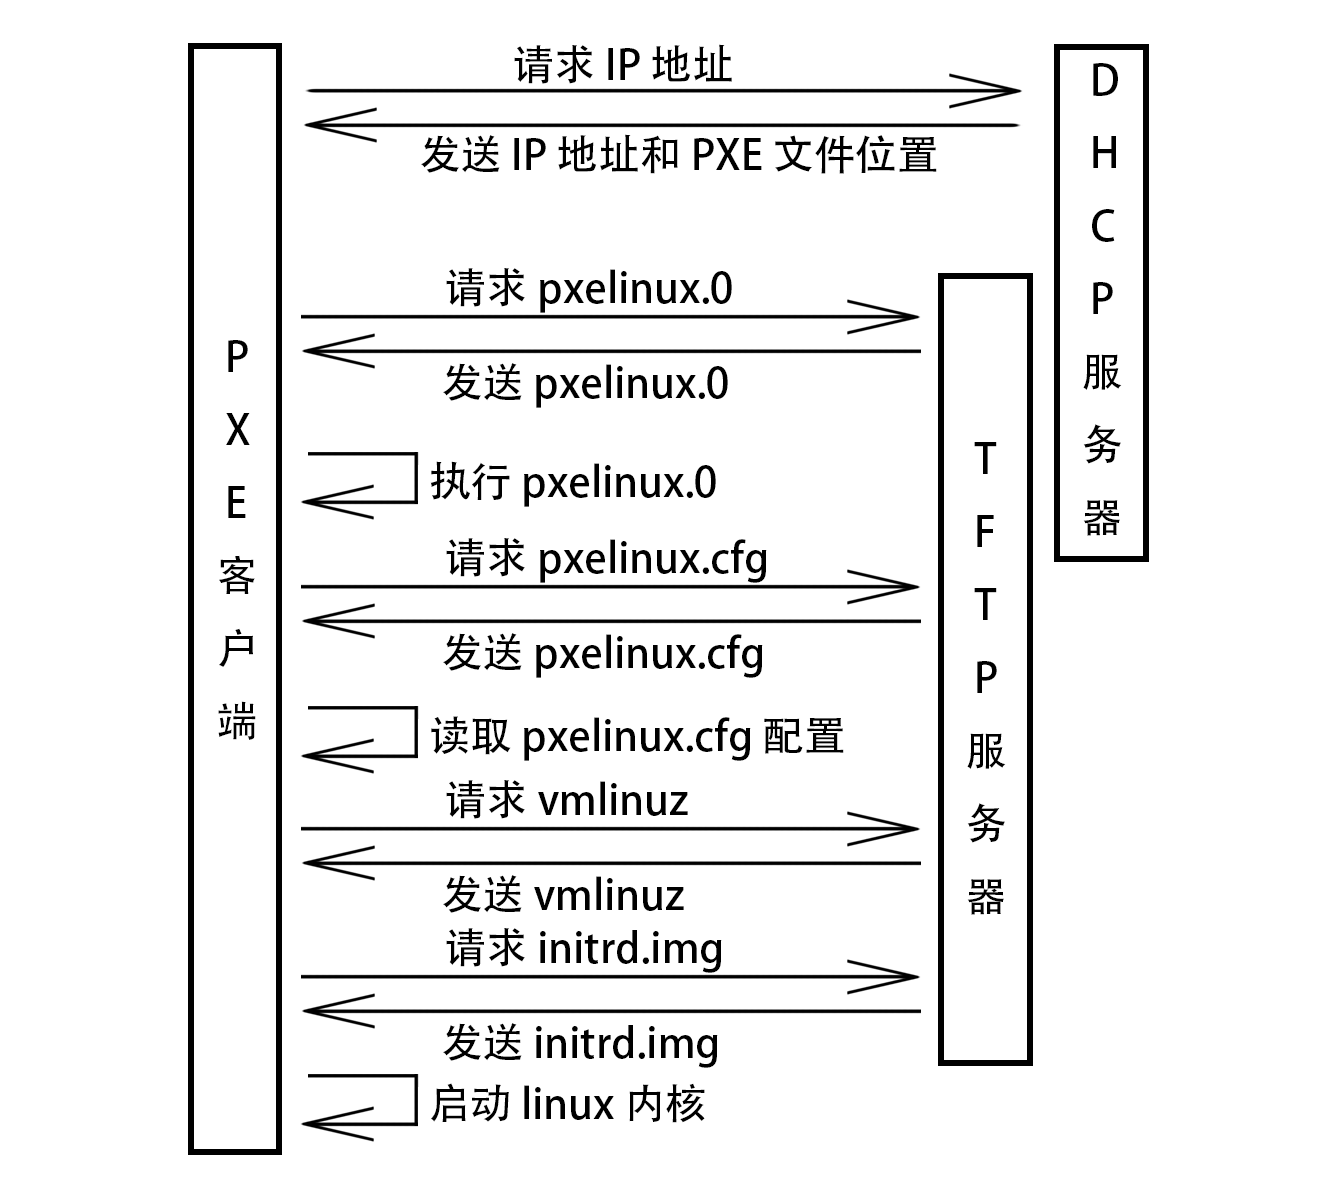 请求 IP 地址
发送 IP 地址和 PXE 文件位置
请求 pxelinux.0
发送 pxelinux.0
执行 pxelinux.0
请求 pxelinux.cfg
发送 pxelinux.cfg
读取 pxelinux.cfg 配置
请求 vmlinuz
发送 vmlinuz
请求 initrd.img
发送 initrd.img
启动 linux 内核
PXE客户端
TFTP服务器
DHCP服务器